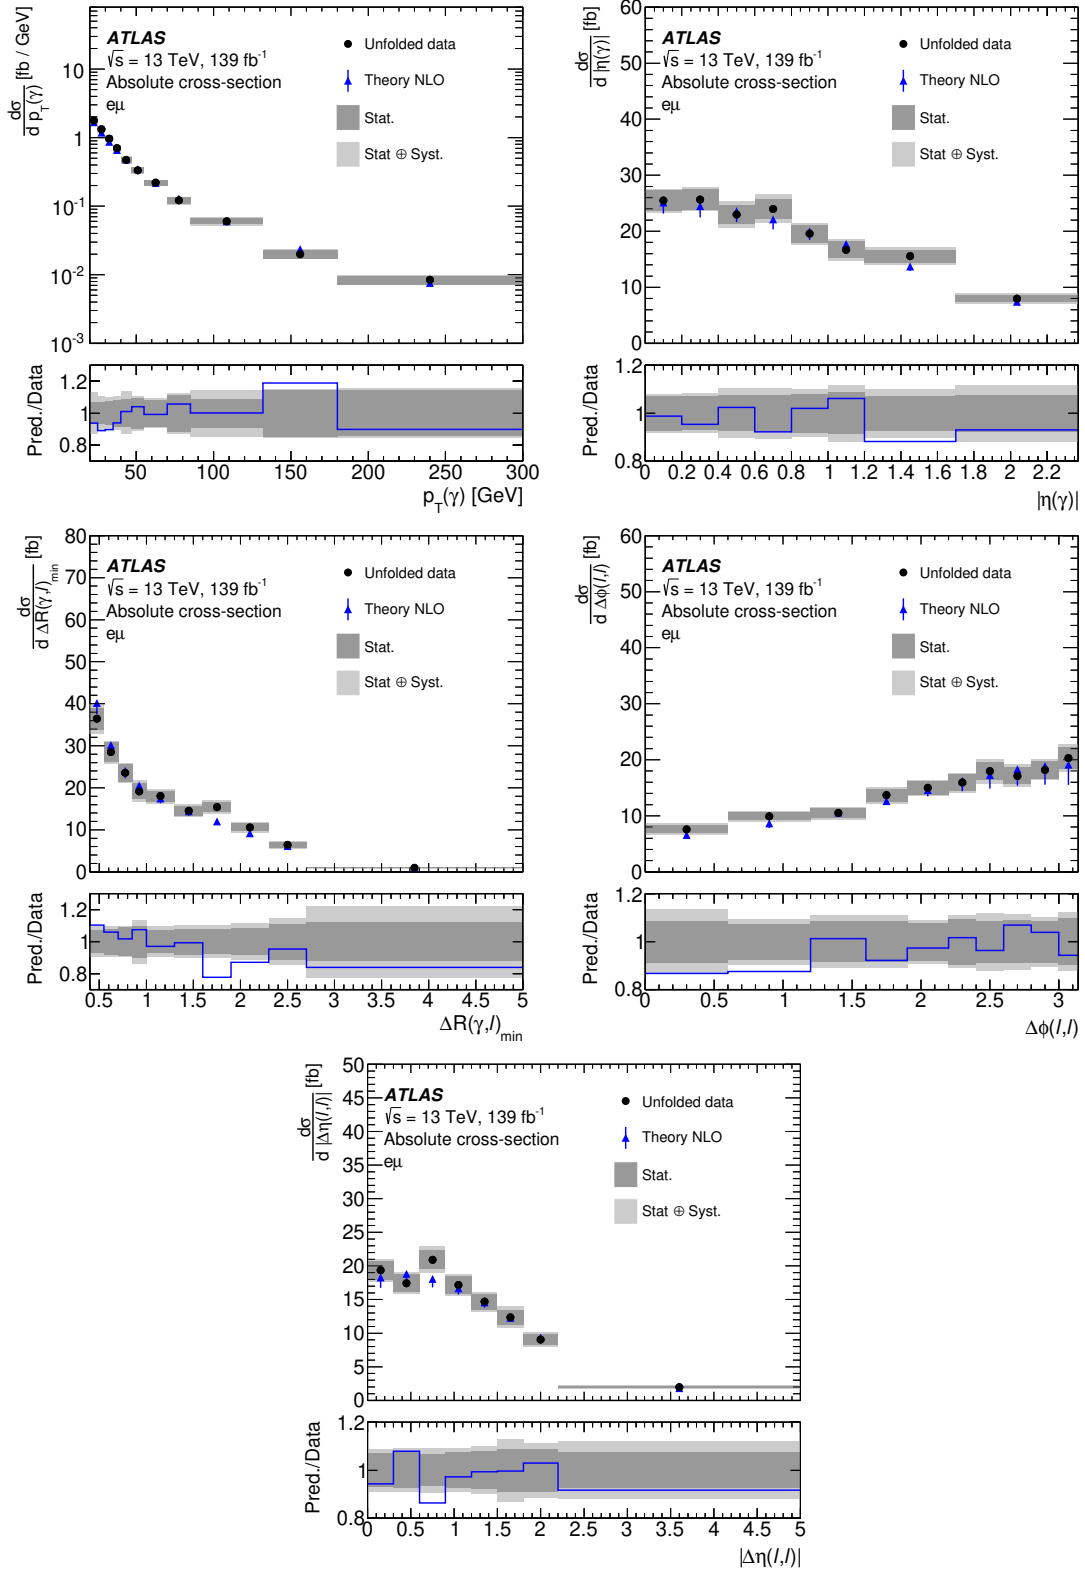 dσ
d p_T(γ) [fb / GeV]
ATLAS
√s = 13 TeV, 139 fb⁻¹
Absolute cross-section
eμ
Unfolded data
Theory NLO
Stat.
Stat ⊕ Syst.
10
1
10⁻¹
10⁻²
10⁻³
Pred./Data
1.2
1
0.8
50 100 150 200 250 300
p_T(γ) [GeV]
dσ
d |η(γ)| [fb]
ATLAS
√s = 13 TeV, 139 fb⁻¹
Absolute cross-section
eμ
Unfolded data
Theory NLO
Stat.
Stat ⊕ Syst.
60
50
40
30
20
10
0
Pred./Data
1.2
1
0.8
0 0.2 0.4 0.6 0.8 1 1.2 1.4 1.6 1.8 2 2.2
|η(γ)|
dσ
d ΔR(γ,l)_min [fb]
ATLAS
√s = 13 TeV, 139 fb⁻¹
Absolute cross-section
eμ
Unfolded data
Theory NLO
Stat.
Stat ⊕ Syst.
80
70
60
50
40
30
20
10
0
Pred./Data
1.2
1
0.8
0.5 1 1.5 2 2.5 3 3.5 4 4.5 5
ΔR(γ,l)_min
dσ
d Δϕ(l,l) [fb]
ATLAS
√s = 13 TeV, 139 fb⁻¹
Absolute cross-section
eμ
Unfolded data
Theory NLO
Stat.
Stat ⊕ Syst.
60
50
40
30
20
10
0
Pred./Data
1.2
1
0.8
0 0.5 1 1.5 2 2.5 3
Δϕ(l,l)
dσ
d |Δη(l,l)| [fb]
ATLAS
√s = 13 TeV, 139 fb⁻¹
Absolute cross-section
eμ
Unfolded data
Theory NLO
Stat.
Stat ⊕ Syst.
50
45
40
35
30
25
20
15
10
5
0
Pred./Data
1.2
1
0.8
0 0.5 1 1.5 2 2.5 3 3.5 4 4.5 5
|Δη(l,l)|